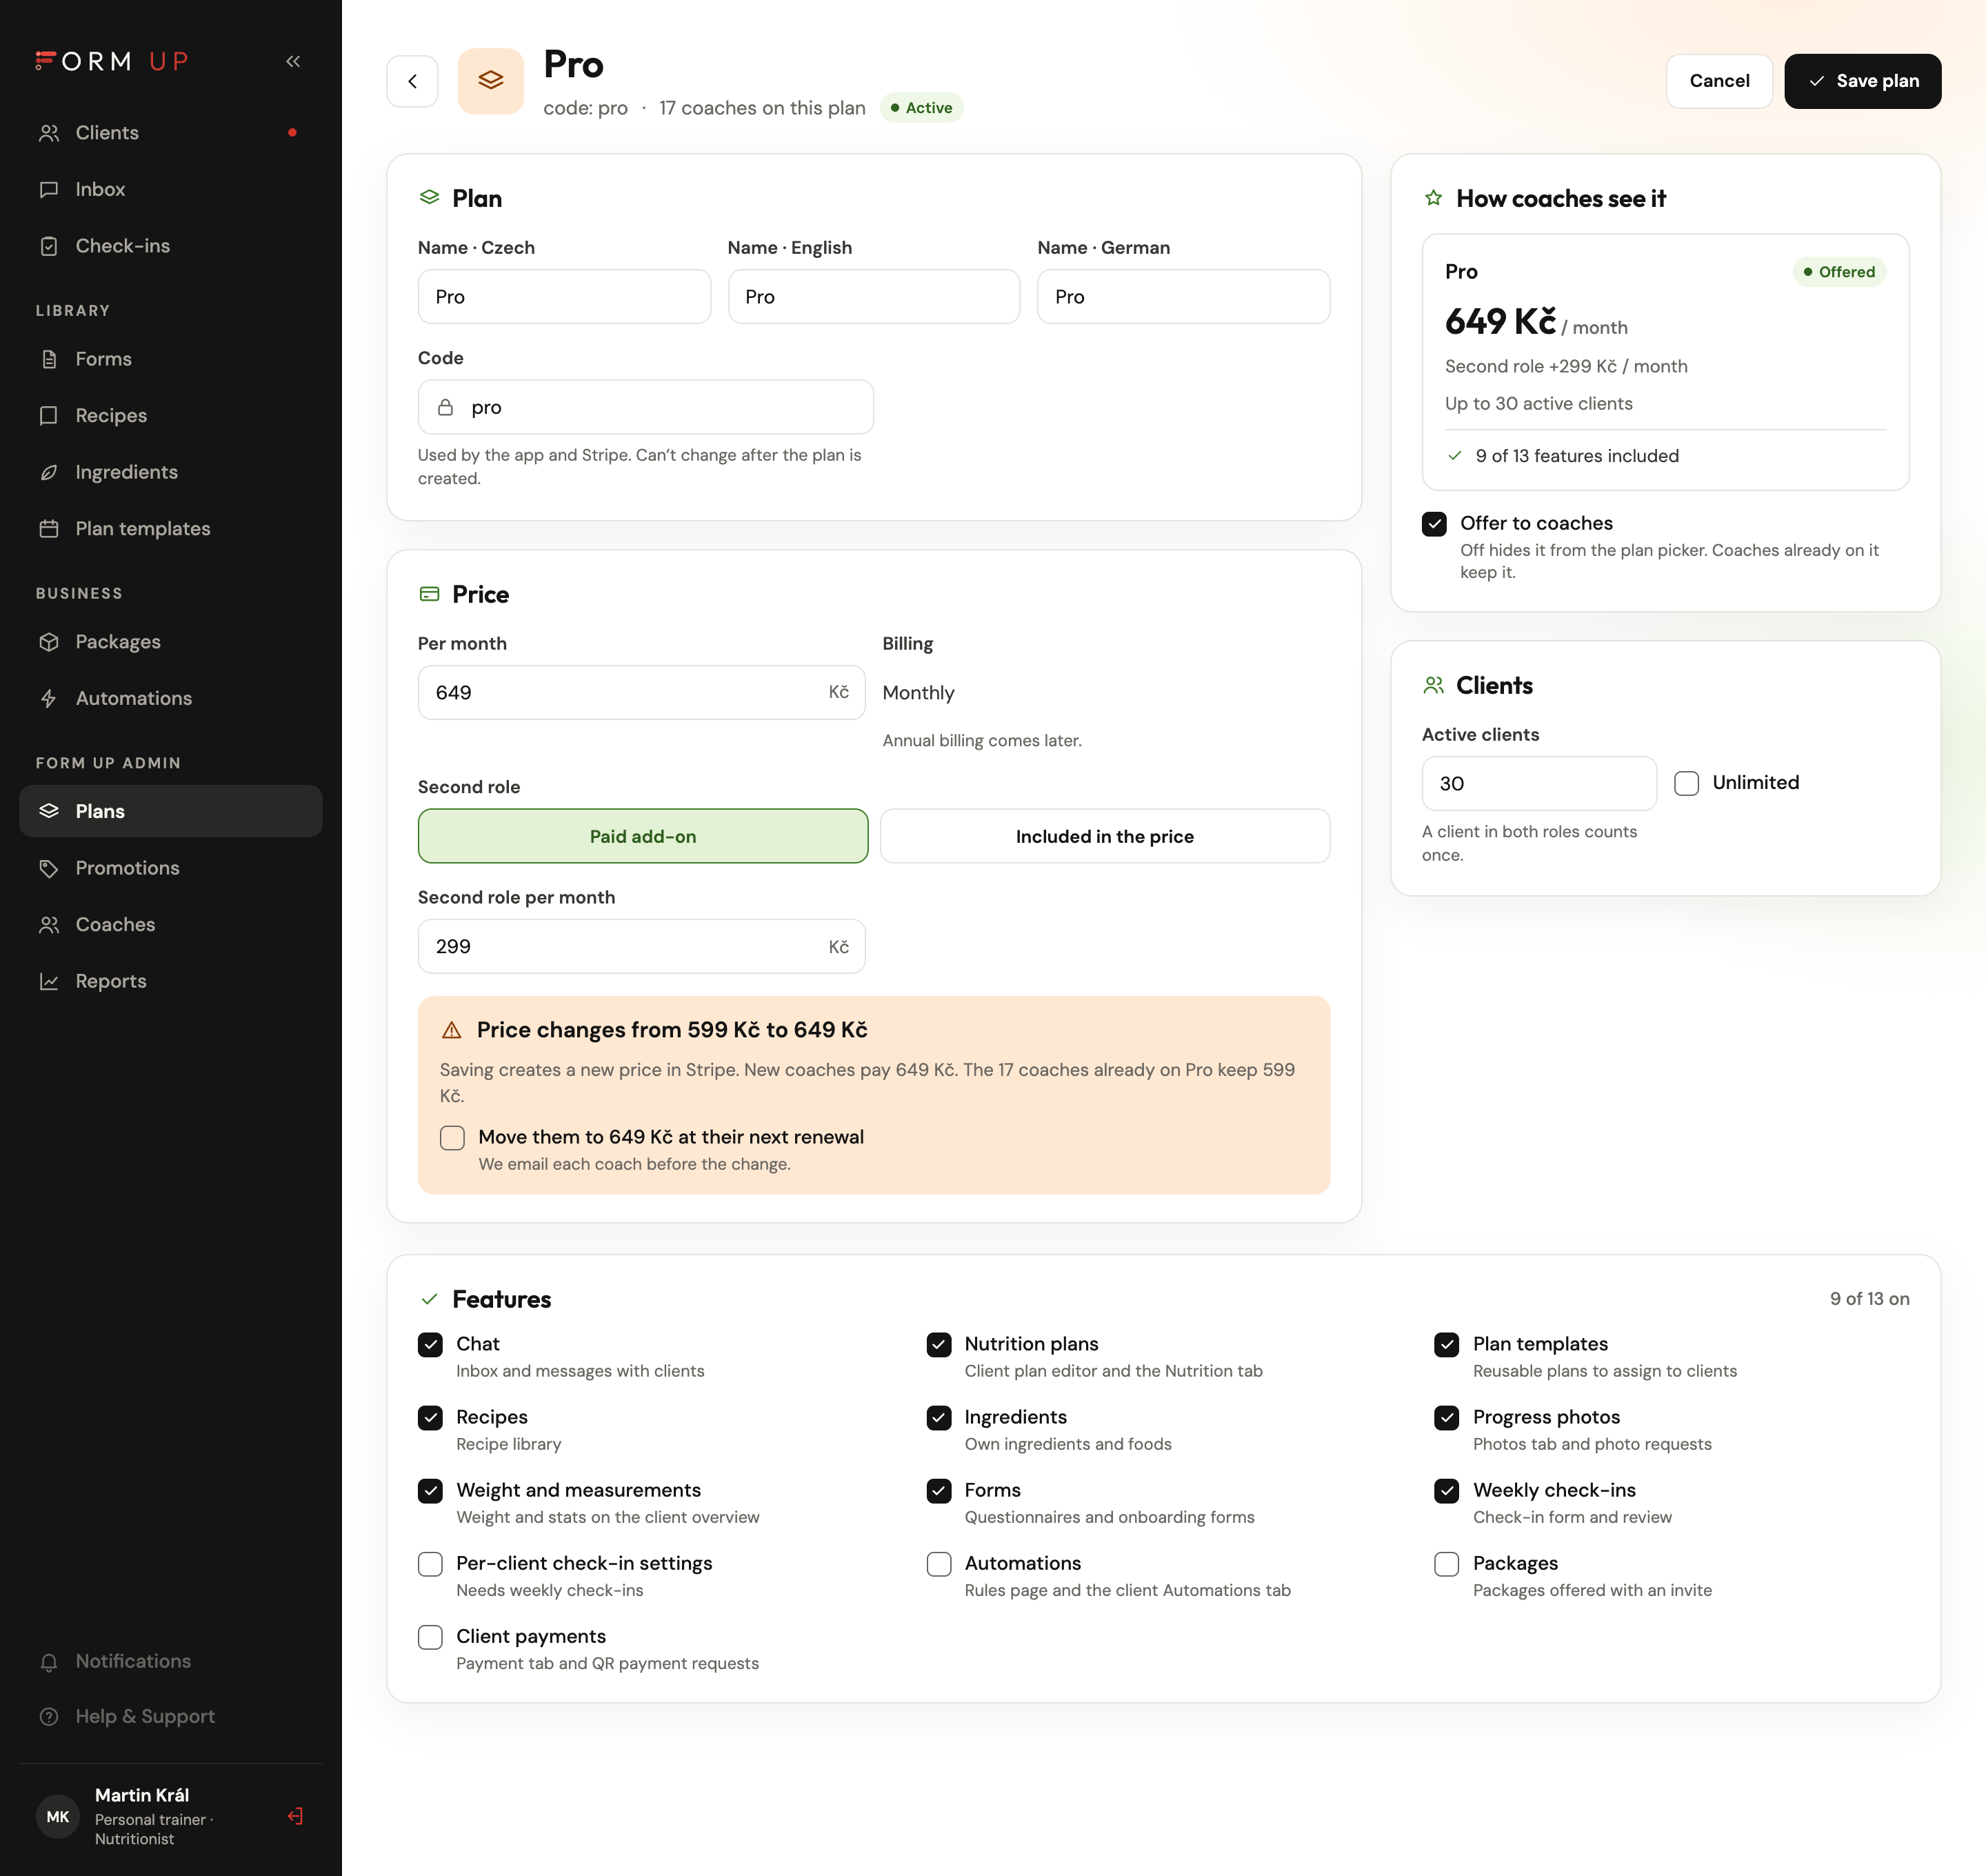 FORM UP
Clients
Inbox
Check-ins
LIBRARY
Forms
Recipes
Ingredients
Plan templates
BUSINESS
Packages
Automations
FORM UP ADMIN
Plans
Promotions
Coaches
Reports
Notifications
Help & Support
MK
Martin Král
Personal trainer ·
Nutritionist
Pro
code: pro · 17 coaches on this plan
Active
Cancel
Save plan
Plan
Name · Czech
Name · English
Name · German
Pro
Pro
Pro
Code
pro
Used by the app and Stripe. Can’t change after the plan is
created.
Price
Per month
Billing
649 Kč
Monthly
Annual billing comes later.
Second role
Paid add-on
Included in the price
Second role per month
299 Kč
Price changes from 599 Kč to 649 Kč
Saving creates a new price in Stripe. New coaches pay 649 Kč. The 17 coaches already on Pro keep 599
Kč.
Move them to 649 Kč at their next renewal
We email each coach before the change.
How coaches see it
Pro
Offered
649 Kč / month
Second role +299 Kč / month
Up to 30 active clients
9 of 13 features included
Offer to coaches
Off hides it from the plan picker. Coaches already on it
keep it.
Clients
Active clients
30
Unlimited
A client in both roles counts
once.
Features
9 of 13 on
Chat
Inbox and messages with clients
Nutrition plans
Client plan editor and the Nutrition tab
Plan templates
Reusable plans to assign to clients
Recipes
Recipe library
Ingredients
Own ingredients and foods
Progress photos
Photos tab and photo requests
Weight and measurements
Weight and stats on the client overview
Forms
Questionnaires and onboarding forms
Weekly check-ins
Check-in form and review
Per-client check-in settings
Needs weekly check-ins
Automations
Rules page and the client Automations tab
Packages
Packages offered with an invite
Client payments
Payment tab and QR payment requests